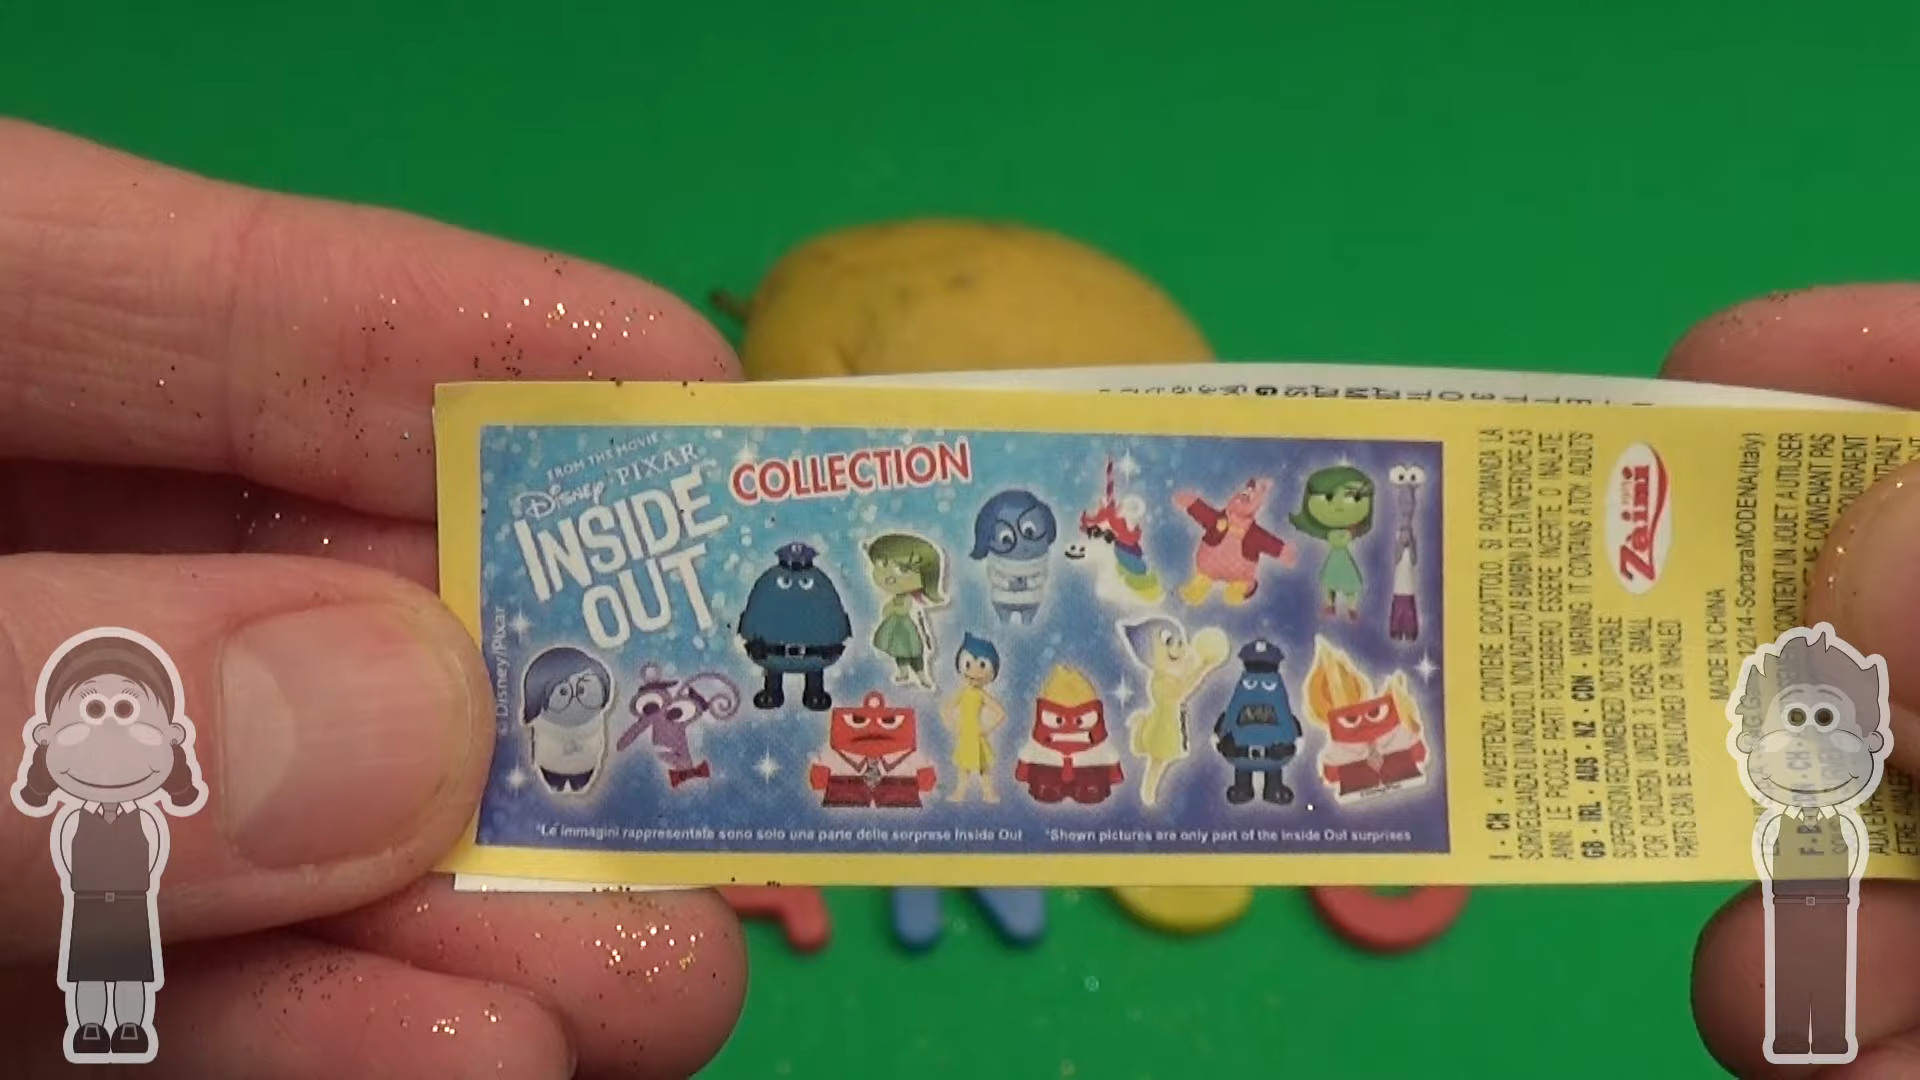 FROM THE MOVIE
Disney·PIXAR
INSIDE
OUT
COLLECTION
©Disney/Pixar
*Le immagini rappresentate sono solo una parte delle sorprese Inside Out
*Shown pictures are only part of the Inside Out surprises
I - CH - AVVERTENZA: CONTIENE GIOCATTOLO. SI RACCOMANDA LA
SORVEGLIANZA DI UN ADULTO. NON ADATTO AI BAMBINI DI ETÀ INFERIORE A 3
ANNI. LE PICCOLE PARTI POTREBBERO ESSERE INGERITE O INALATE.
GB - IRL - AUS - NZ - CDN - WARNING: IT CONTAINS A TOY. ADULTS
SUPERVISION RECOMMENDED. NOT SUITABLE
FOR CHILDREN UNDER 3 YEARS. SMALL
PARTS CAN BE SWALLOWED OR INHALED.
Zaini
MADE IN CHINA
12214-Sorbara MODENA(Italy)
CONTIENT UN JOUET. A UTILISER
NE CONVENANT PAS
POURRAIENT